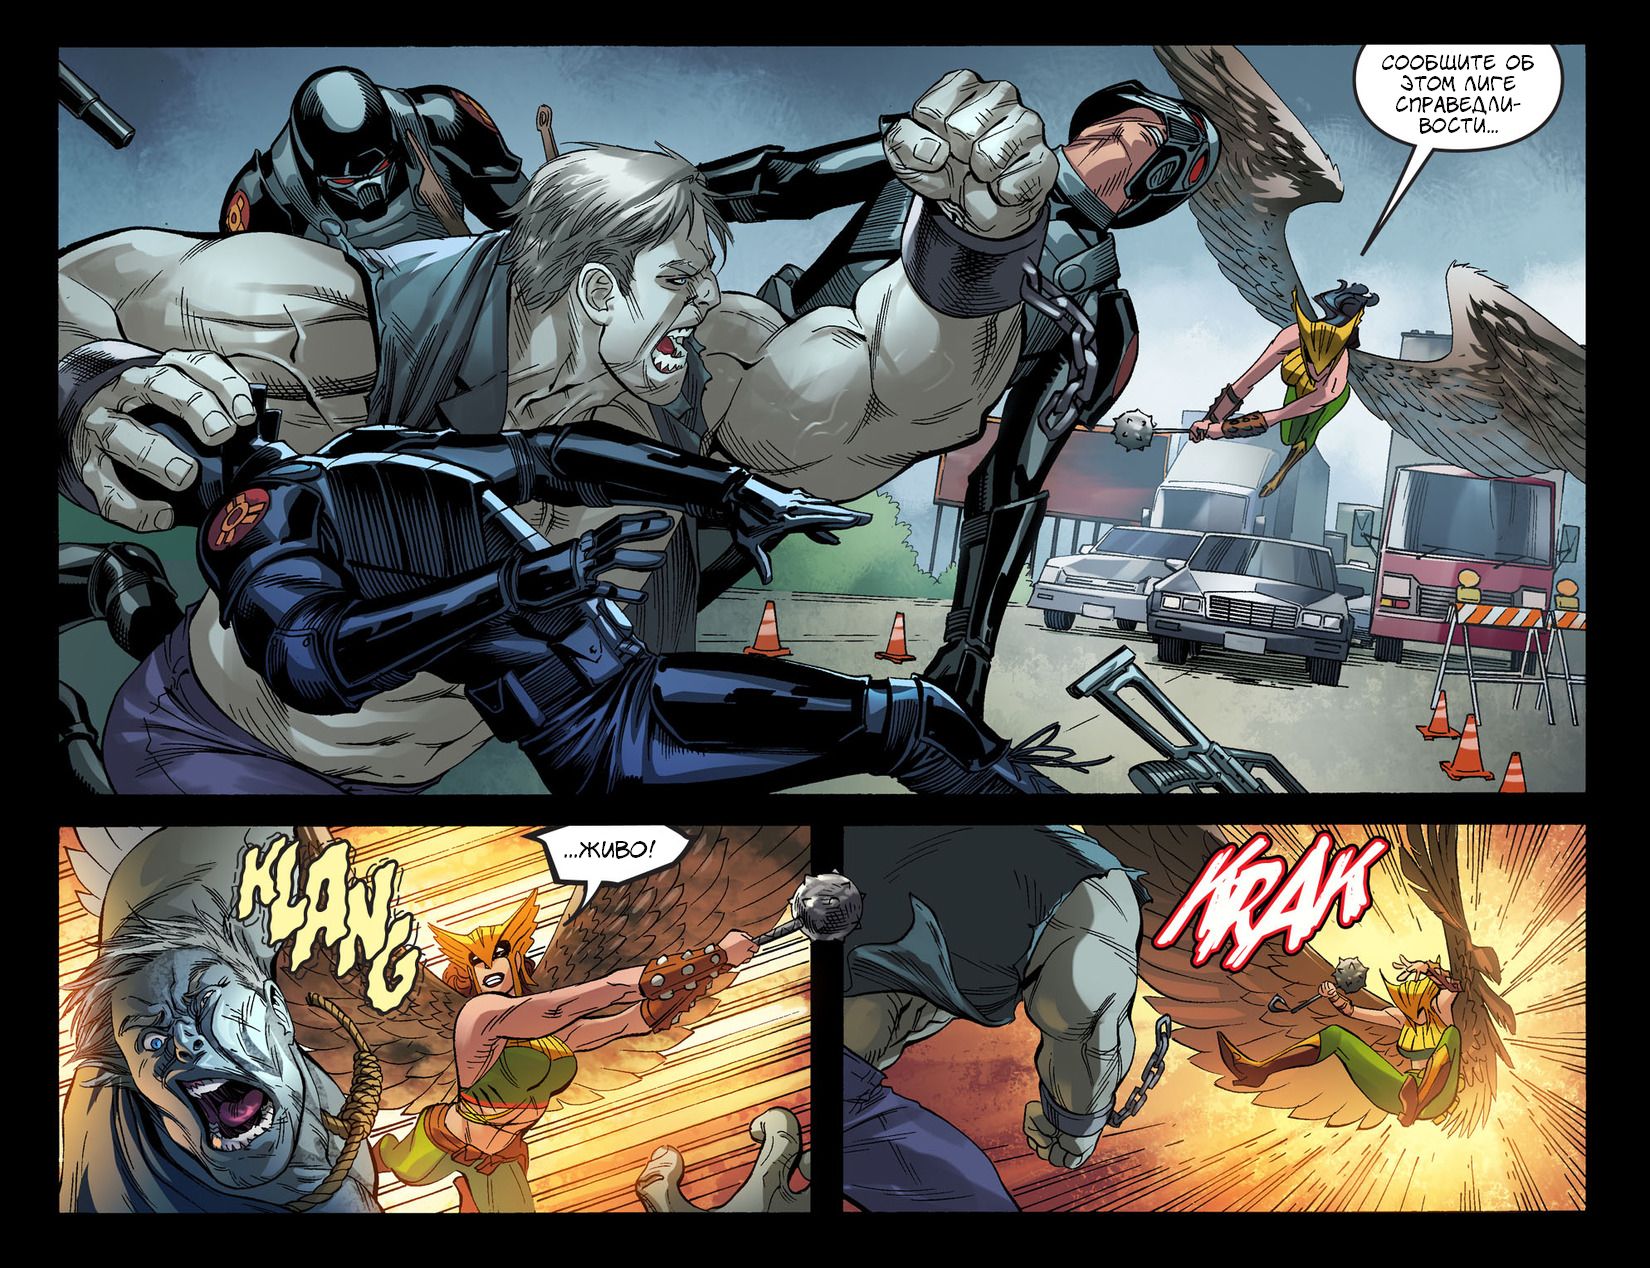 СООБЩИТЕ ОБ
ЭТОМ ЛИГЕ
СПРАВЕДЛИ-
ВОСТИ...
KLANG
...ЖИВО!
KRAK